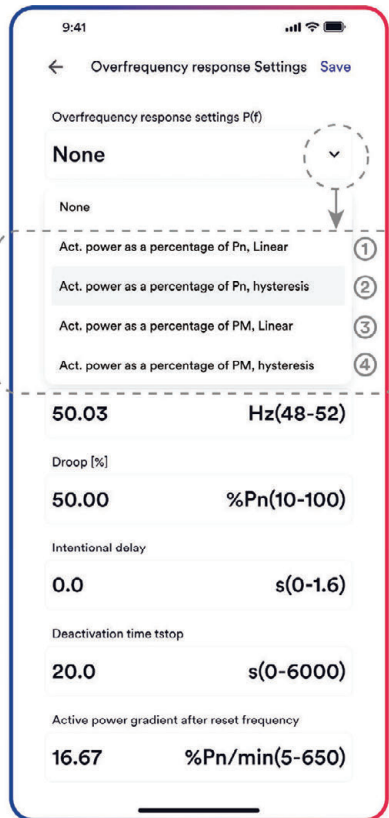 9:41
Overfrequency response Settings Save
Overfrequency response settings P(f)
None
None
Act. power as a percentage of Pn, Linear ①
Act. power as a percentage of Pn, hysteresis ②
Act. power as a percentage of PM, Linear ③
Act. power as a percentage of PM, hysteresis ④
50.03 Hz(48-52)
Droop [%]
50.00 %Pn(10-100)
Intentional delay
0.0 s(0-1.6)
Deactivation time tstop
20.0 s(0-6000)
Active power gradient after reset frequency
16.67 %Pn/min(5-650)